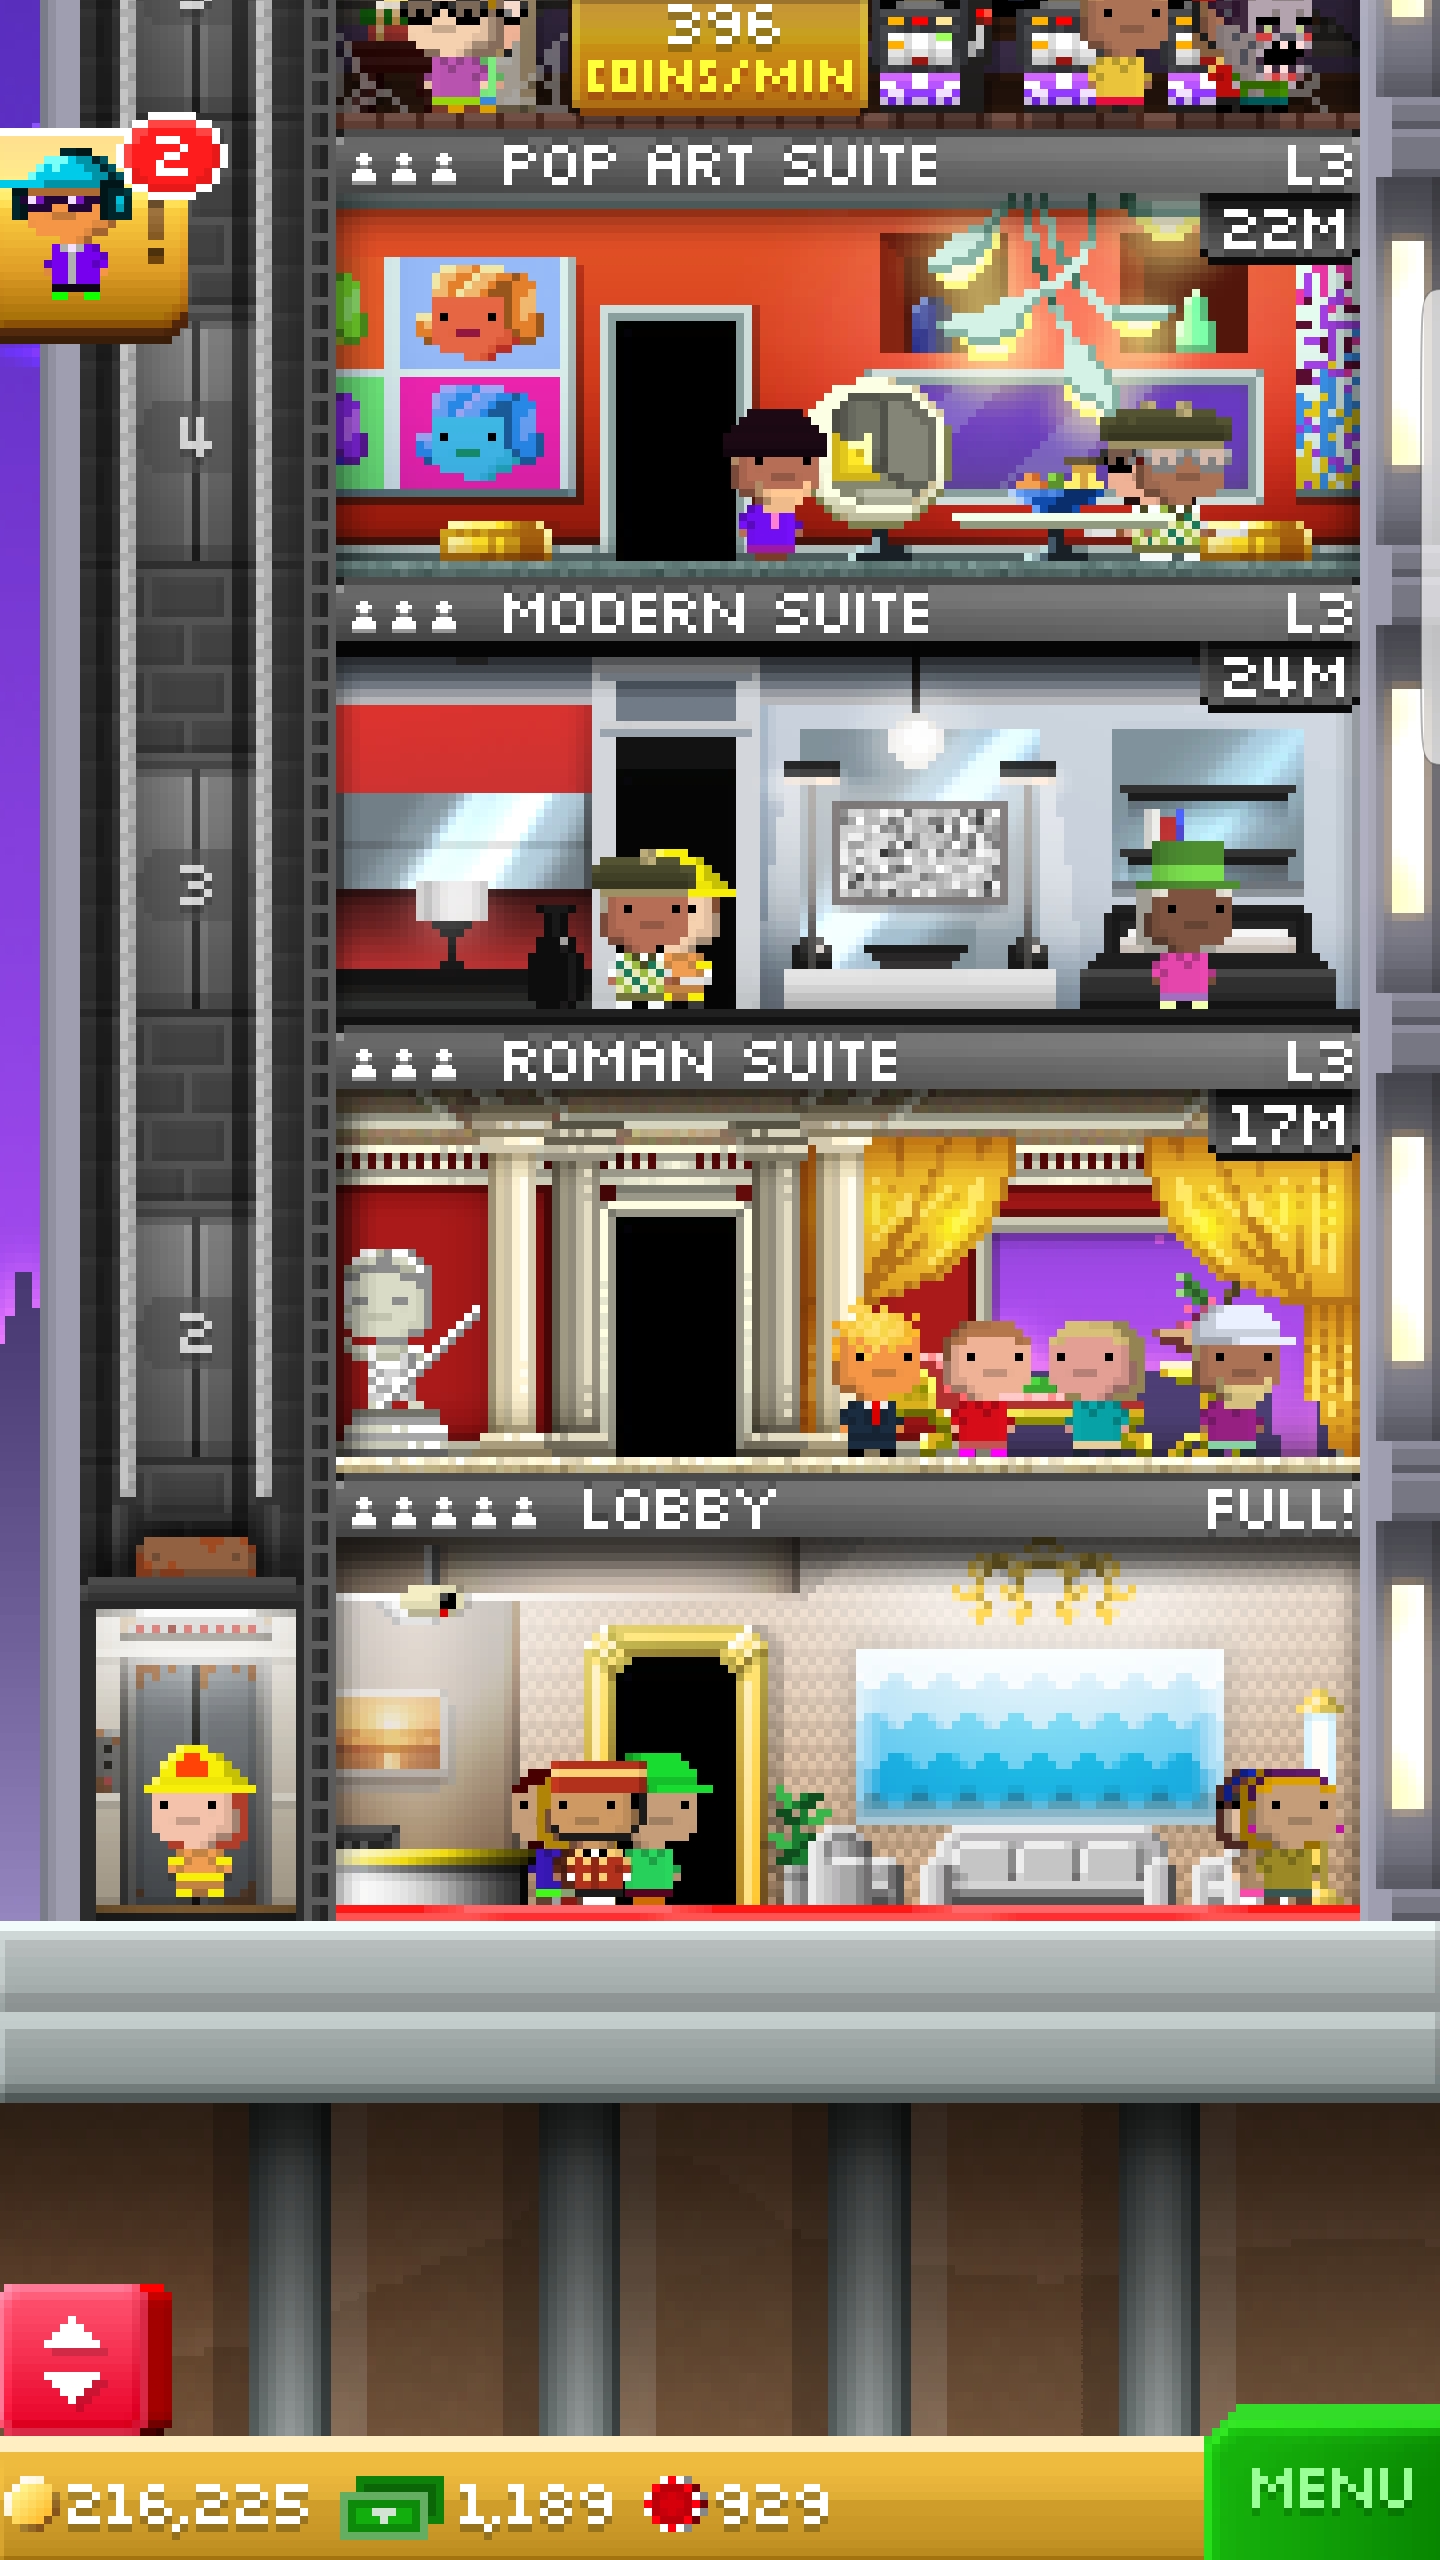 396
COINS/MIN
2
POP ART SUITE L3
22M
4
MODERN SUITE L3
24M
3
ROMAN SUITE L3
17M
2
LOBBY FULL!
216,225 1,189 929
MENU